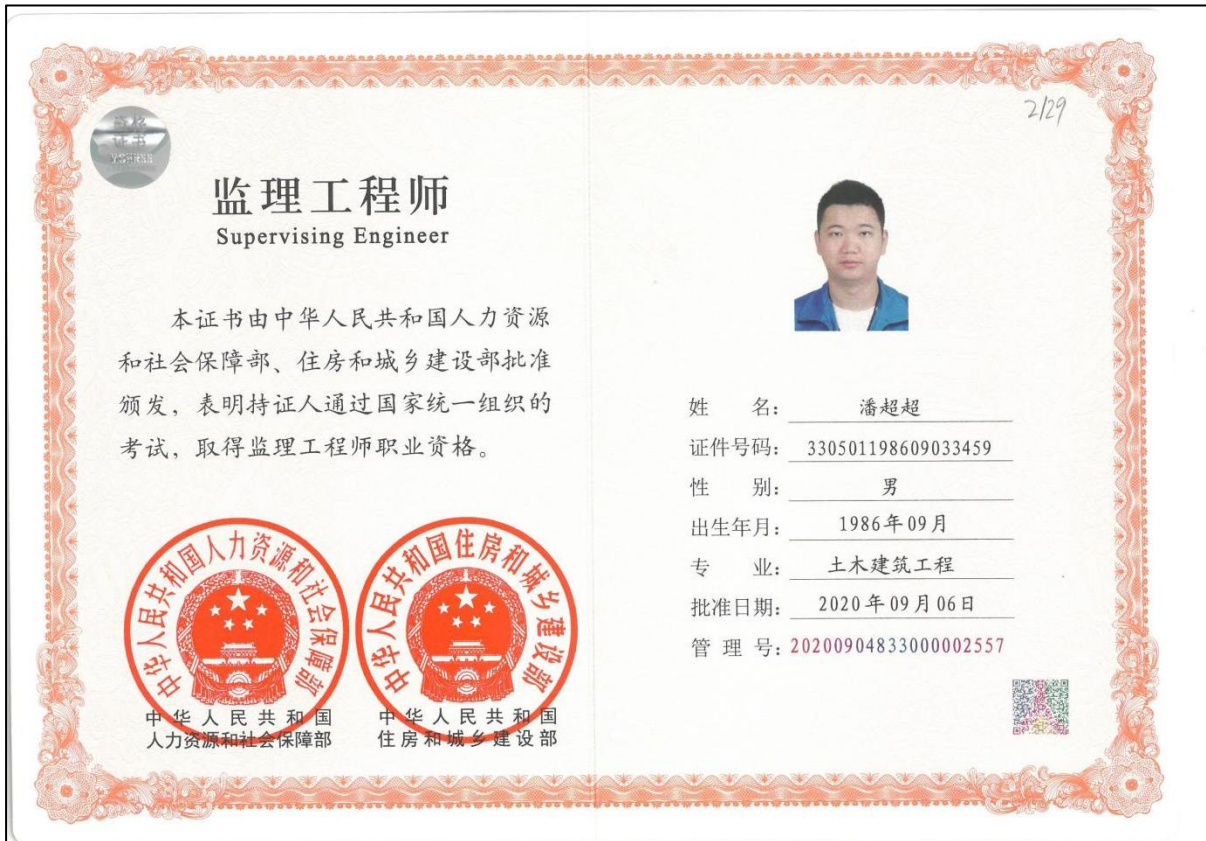 资格
证书
监理工程师
Supervising Engineer
本证书由中华人民共和国人力资源
和社会保障部、住房和城乡建设部批准
颁发，表明持证人通过国家统一组织的
考试，取得监理工程师职业资格。
中华人民共和国人力资源和社会保障部
中华人民共和国
人力资源和社会保障部
中华人民共和国住房和城乡建设部
中华人民共和国
住房和城乡建设部
2/29
姓 名: 潘超超
证件号码: 330501198609033459
性 别: 男
出生年月: 1986年09月
专 业: 土木建筑工程
批准日期: 2020年09月06日
管 理 号: 20200904833000002557